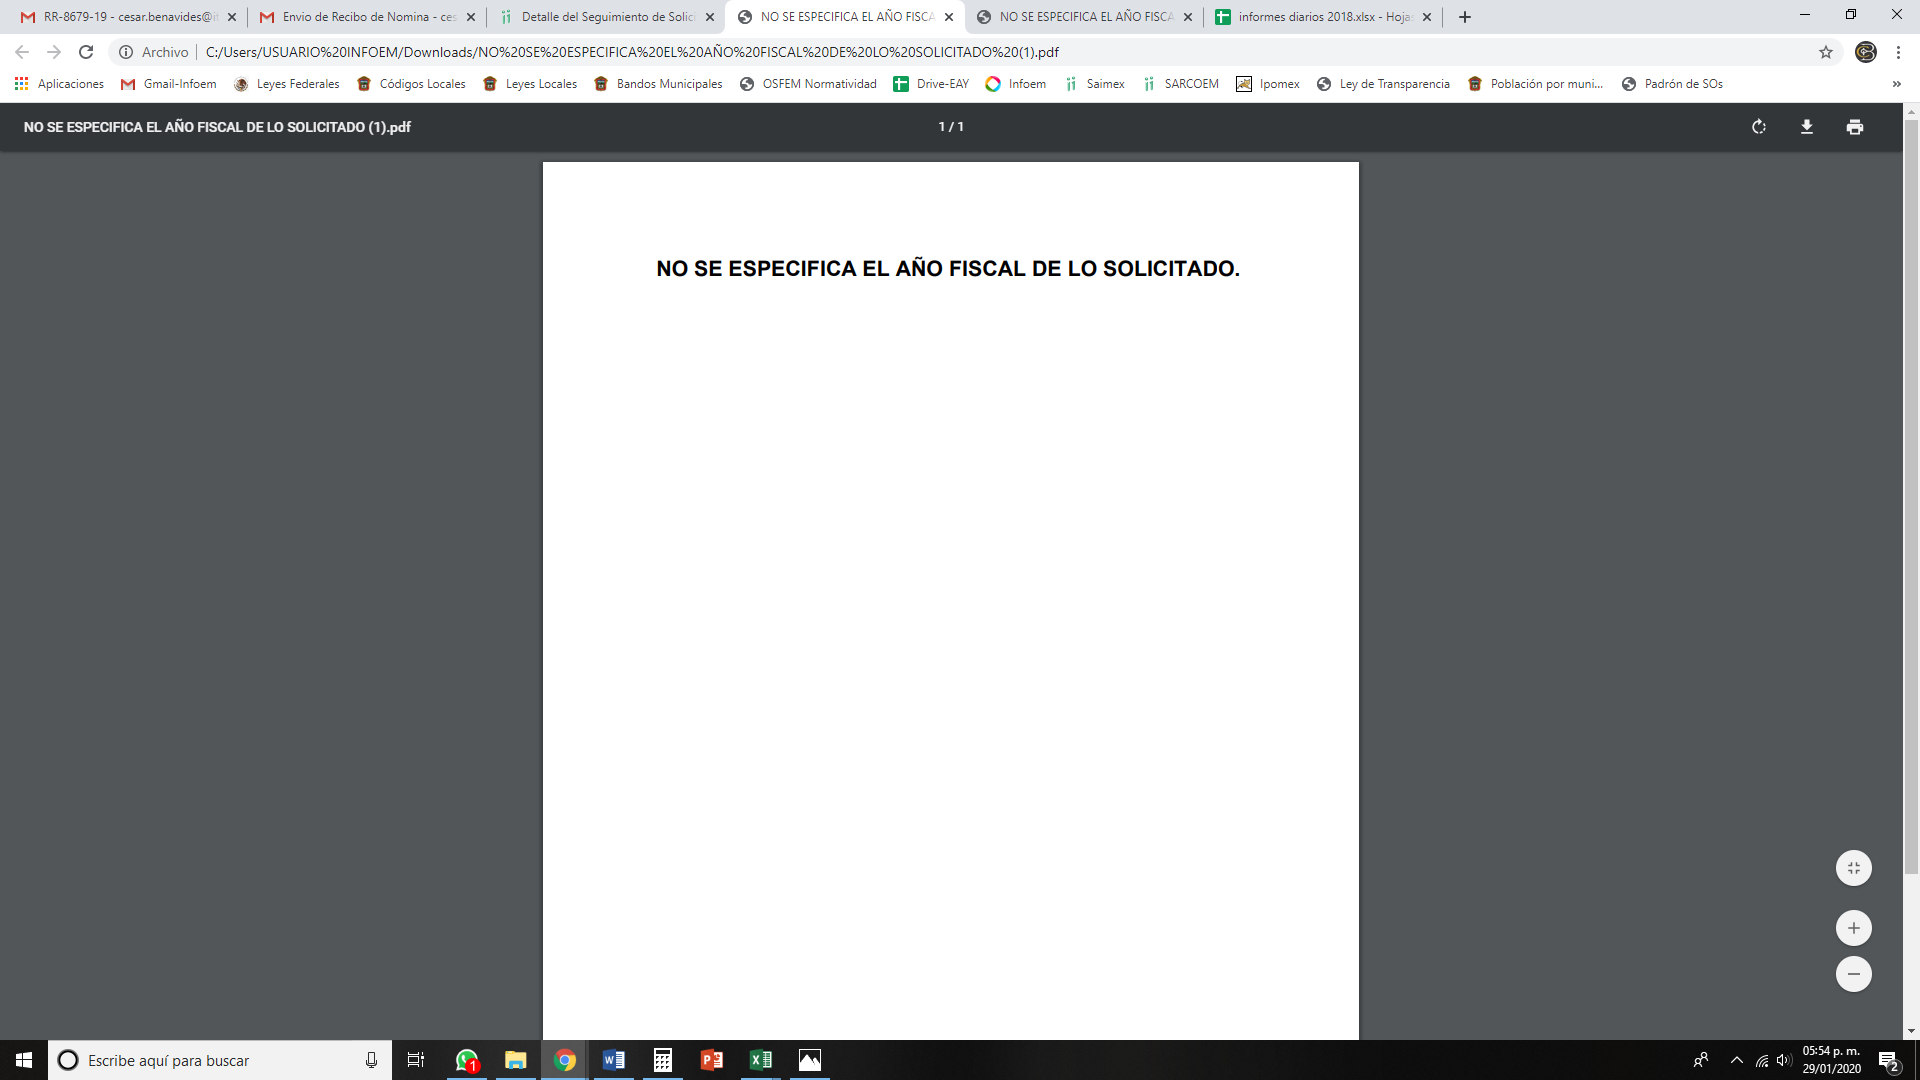 RR-8679-19 - cesar.benavides@i
Envio de Recibo de Nomina - ces
Detalle del Seguimiento de Solici
NO SE ESPECIFICA EL AÑO FISCA
NO SE ESPECIFICA EL AÑO FISCA
informes diarios 2018.xlsx - Hoja
Archivo
C:/Users/USUARIO%20INFOEM/Downloads/NO%20SE%20ESPECIFICA%20EL%20AÑO%20FISCAL%20DE%20LO%20SOLICITADO%20(1).pdf
Aplicaciones
Gmail-Infoem
Leyes Federales
Códigos Locales
Leyes Locales
Bandos Municipales
OSFEM Normatividad
Drive-EAY
Infoem
Saimex
SARCOEM
Ipomex
Ley de Transparencia
Población por muni...
Padrón de SOs
»
NO SE ESPECIFICA EL AÑO FISCAL DE LO SOLICITADO (1).pdf
1 / 1
NO SE ESPECIFICA EL AÑO FISCAL DE LO SOLICITADO.
Escribe aquí para buscar
1
05:54 p. m.
29/01/2020
2